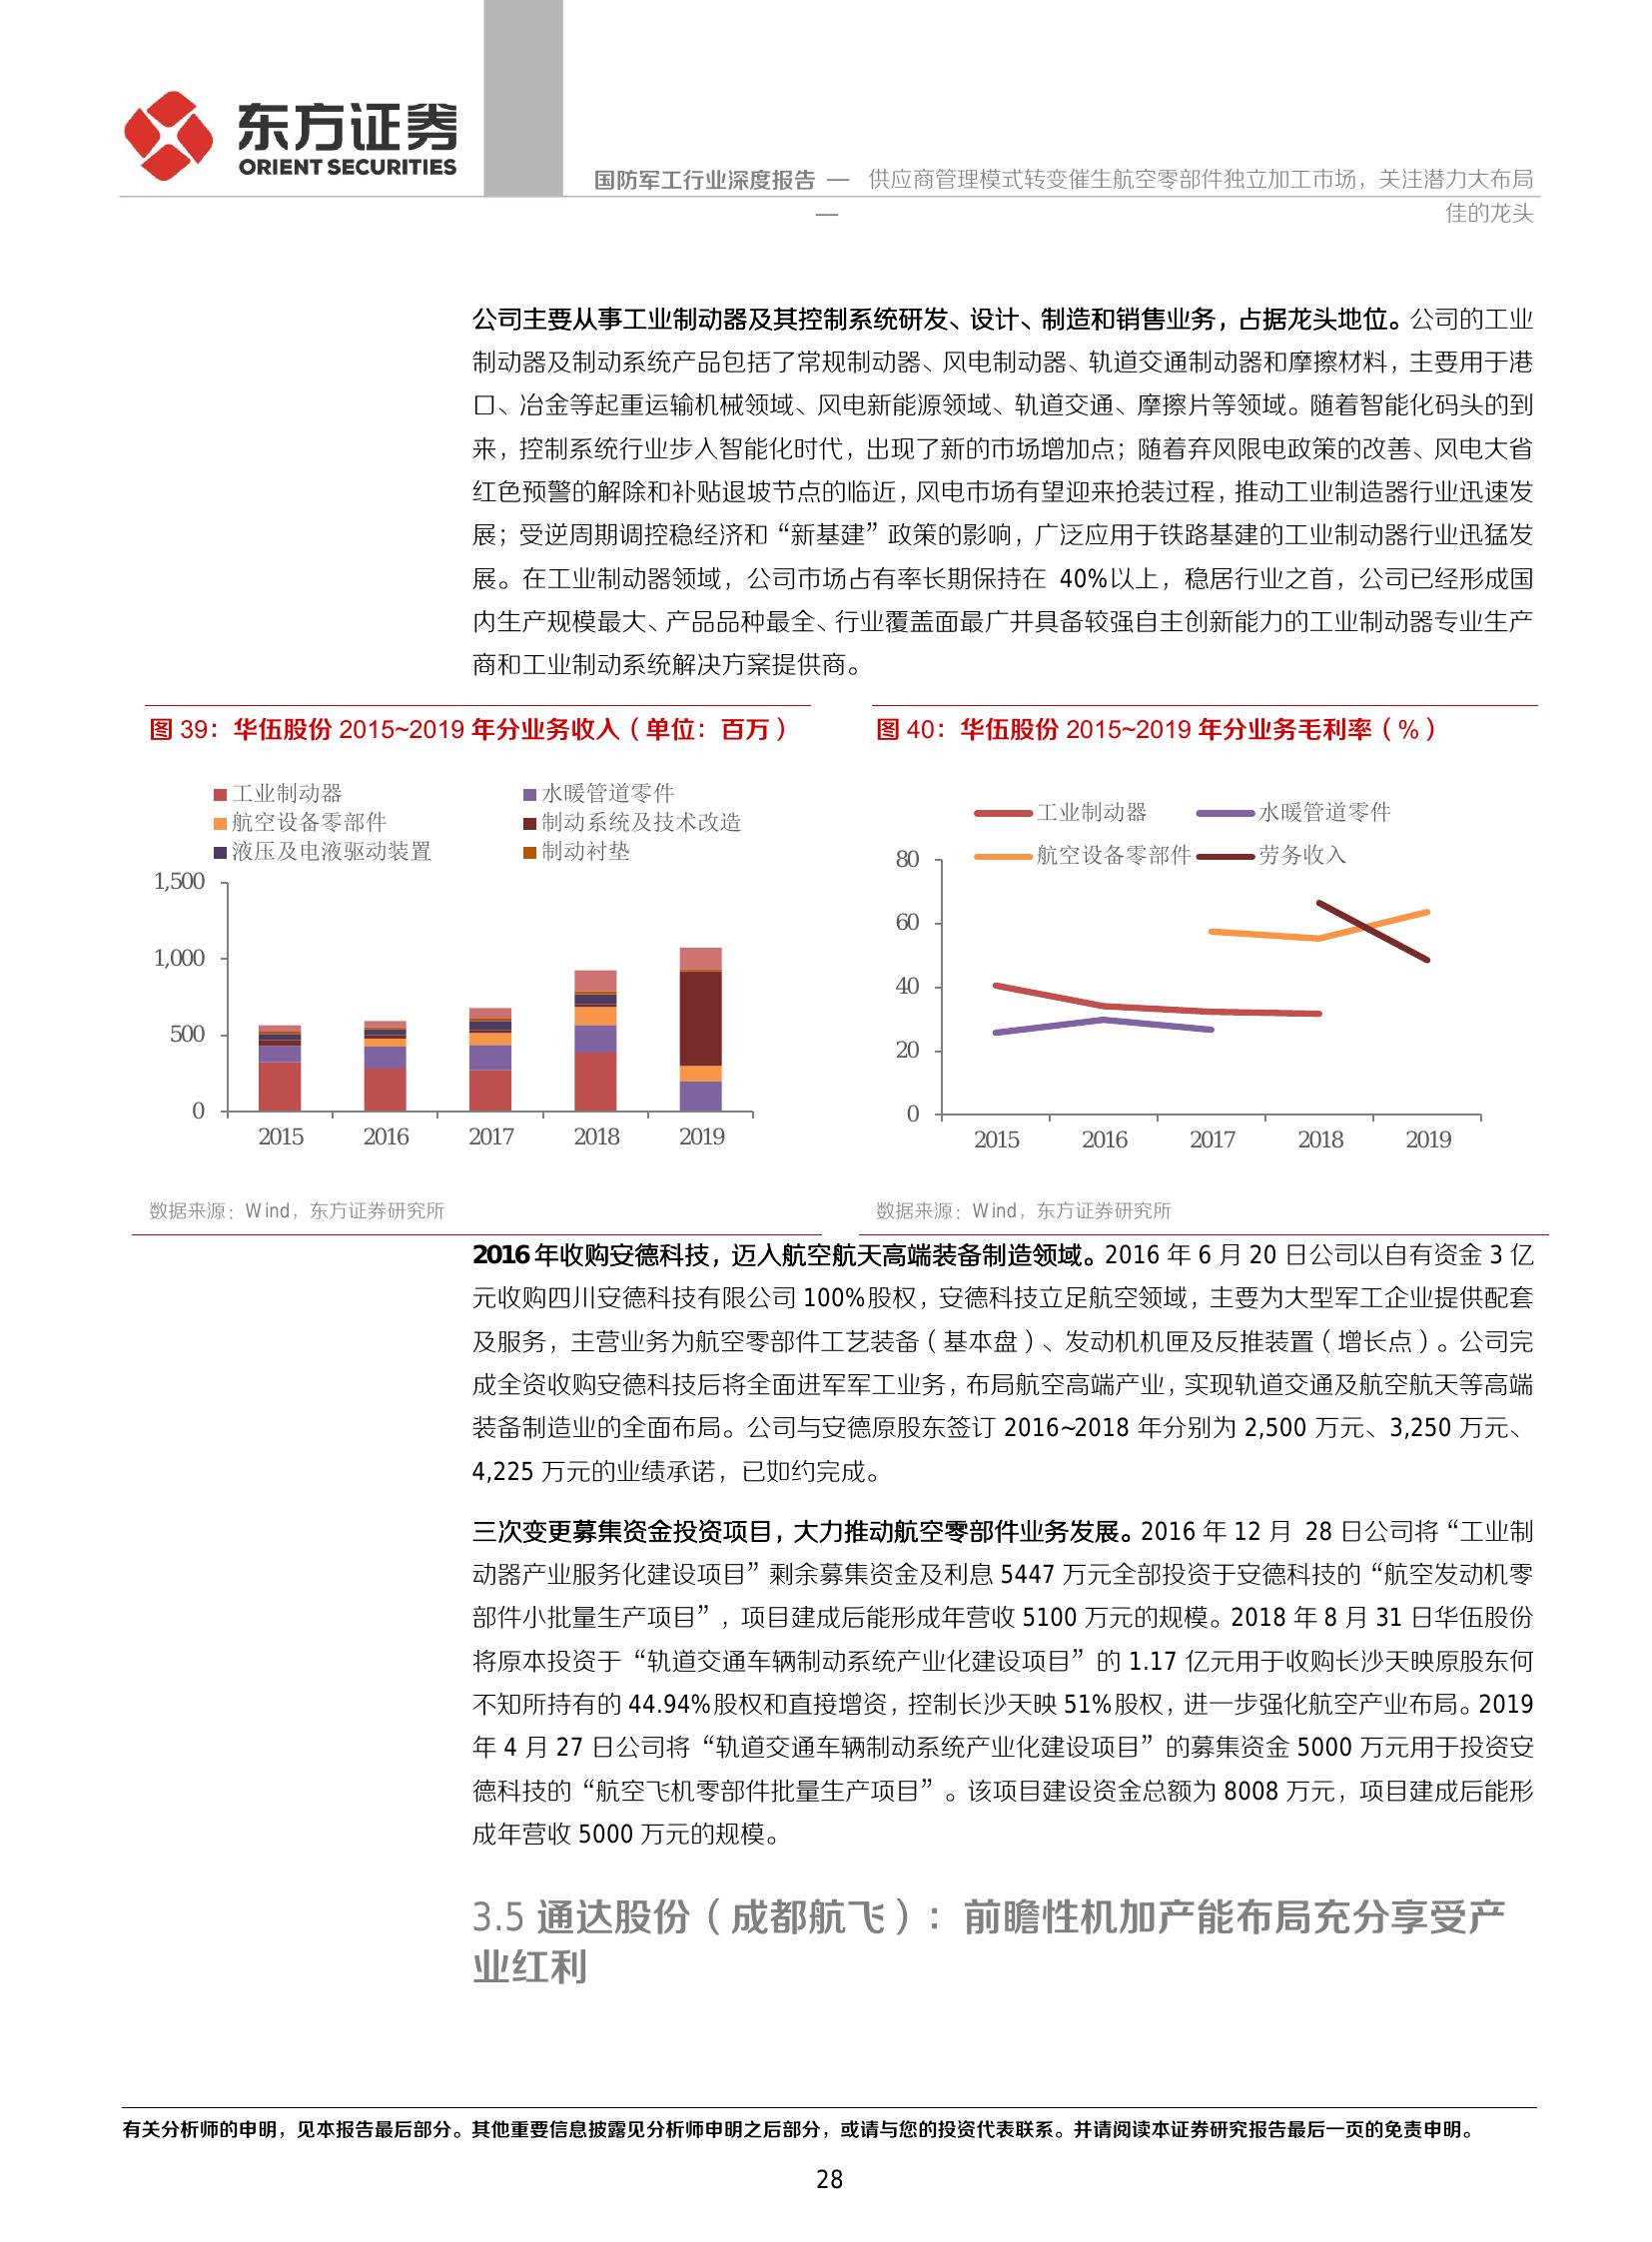 东方证券
ORIENT SECURITIES
国防军工行业深度报告 — 供应商管理模式转变催生航空零部件独立加工市场，关注潜力大布局
—
佳的龙头
公司主要从事工业制动器及其控制系统研发、设计、制造和销售业务，占据龙头地位。公司的工业
制动器及制动系统产品包括了常规制动器、风电制动器、轨道交通制动器和摩擦材料，主要用于港
口、冶金等起重运输机械领域、风电新能源领域、轨道交通、摩擦片等领域。随着智能化码头的到
来，控制系统行业步入智能化时代，出现了新的市场增加点；随着弃风限电政策的改善、风电大省
红色预警的解除和补贴退坡节点的临近，风电市场有望迎来抢装过程，推动工业制造器行业迅速发
展；受逆周期调控稳经济和“新基建”政策的影响，广泛应用于铁路基建的工业制动器行业迅猛发
展。在工业制动器领域，公司市场占有率长期保持在 40%以上，稳居行业之首，公司已经形成国
内生产规模最大、产品品种最全、行业覆盖面最广并具备较强自主创新能力的工业制动器专业生产
商和工业制动系统解决方案提供商。
图 39：华伍股份 2015~2019 年分业务收入（单位：百万）
工业制动器
水暖管道零件
航空设备零部件
制动系统及技术改造
液压及电液驱动装置
制动衬垫
1,500
1,000
500
0
2015 2016 2017 2018 2019
数据来源：Wind，东方证券研究所
图 40：华伍股份 2015~2019 年分业务毛利率（%）
工业制动器
水暖管道零件
航空设备零部件
劳务收入
80
60
40
20
0
2015 2016 2017 2018 2019
数据来源：Wind，东方证券研究所
2016 年收购安德科技，迈入航空航天高端装备制造领域。2016 年 6 月 20 日公司以自有资金 3 亿
元收购四川安德科技有限公司 100%股权，安德科技立足航空领域，主要为大型军工企业提供配套
及服务，主营业务为航空零部件工艺装备（基本盘）、发动机机匣及反推装置（增长点）。公司完
成全资收购安德科技后将全面进军军工业务，布局航空高端产业，实现轨道交通及航空航天等高端
装备制造业的全面布局。公司与安德原股东签订 2016~2018 年分别为 2,500 万元、3,250 万元、
4,225 万元的业绩承诺，已如约完成。
三次变更募集资金投资项目，大力推动航空零部件业务发展。2016 年 12 月 28 日公司将“工业制
动器产业服务化建设项目”剩余募集资金及利息 5447 万元全部投资于安德科技的“航空发动机零
部件小批量生产项目”，项目建成后能形成年营收 5100 万元的规模。2018 年 8 月 31 日华伍股份
将原本投资于“轨道交通车辆制动系统产业化建设项目”的 1.17 亿元用于收购长沙天映原股东何
不知所持有的 44.94%股权和直接增资，控制长沙天映 51%股权，进一步强化航空产业布局。2019
年 4 月 27 日公司将“轨道交通车辆制动系统产业化建设项目”的募集资金 5000 万元用于投资安
德科技的“航空飞机零部件批量生产项目”。该项目建设资金总额为 8008 万元，项目建成后能形
成年营收 5000 万元的规模。
3.5 通达股份（成都航飞）：前瞻性机加产能布局充分享受产
业红利
有关分析师的申明，见本报告最后部分。其他重要信息披露见分析师申明之后部分，或请与您的投资代表联系。并请阅读本证券研究报告最后一页的免责申明。
28